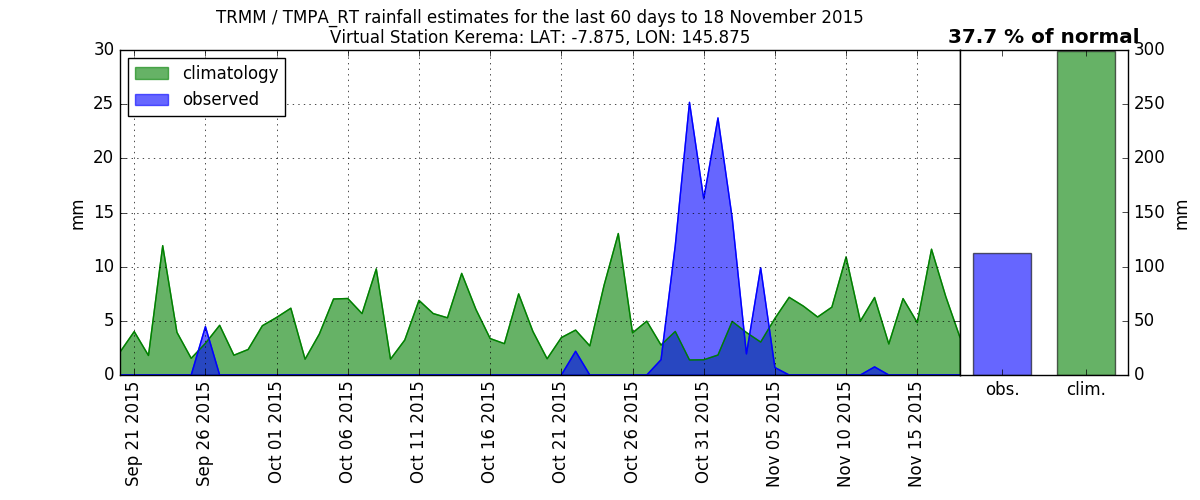 TRMM / TMPA_RT rainfall estimates for the last 60 days to 18 November 2015
Virtual Station Kerema: LAT: -7.875, LON: 145.875
37.7 % of normal
climatology
observed
30
25
20
15
10
5
0
mm
300
250
200
150
100
50
0
mm
Sep 21 2015
Sep 26 2015
Oct 01 2015
Oct 06 2015
Oct 11 2015
Oct 16 2015
Oct 21 2015
Oct 26 2015
Oct 31 2015
Nov 05 2015
Nov 10 2015
Nov 15 2015
obs.
clim.